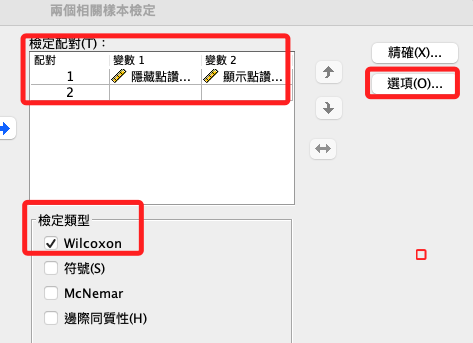 兩個相關樣本檢定
檢定配對(T)：
配對 變數 1 變數 2
1 隱藏點讚... 顯示點讚...
2
精確(X)...
選項(O)...
檢定類型
Wilcoxon
符號(S)
McNemar
邊際同質性(H)